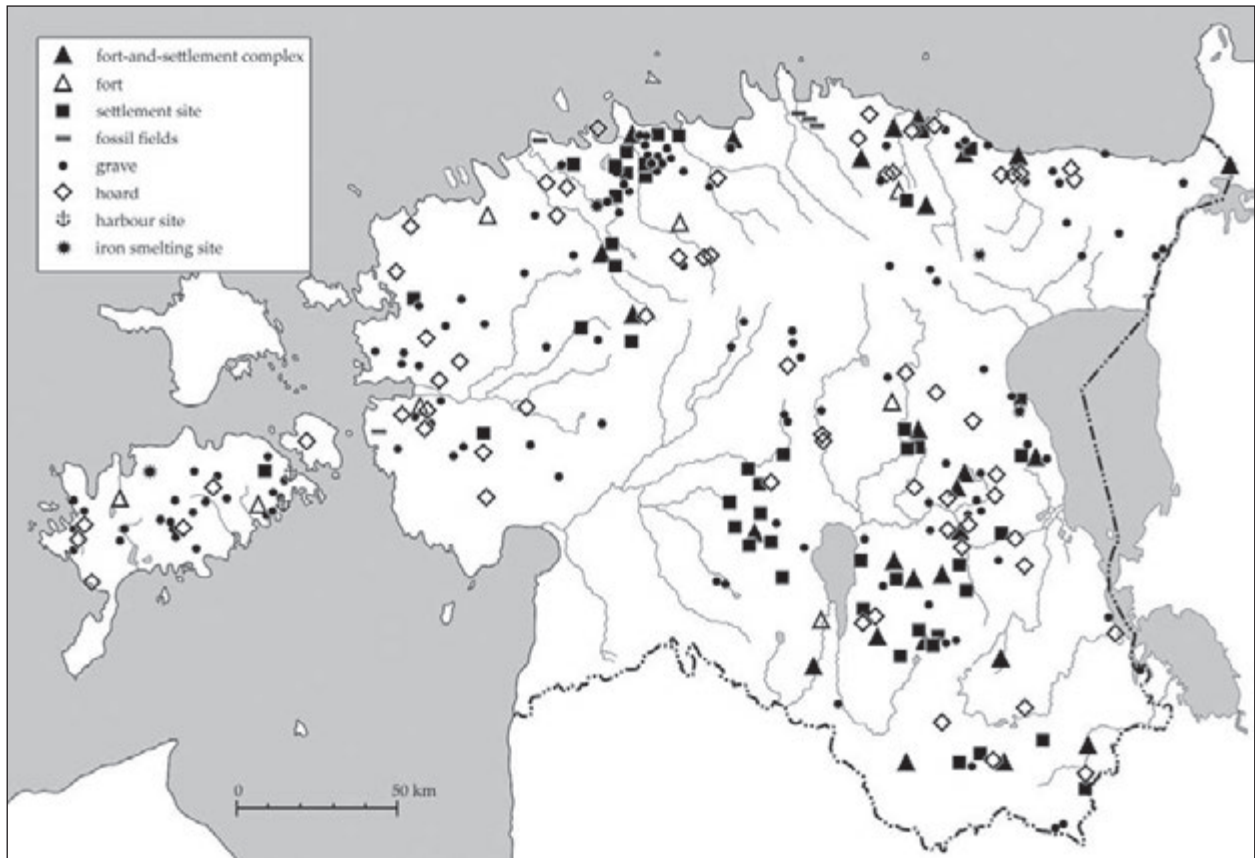 fort-and-settlement complex
fort
settlement site
fossil fields
grave
hoard
harbour site
iron smelting site
0 50 km